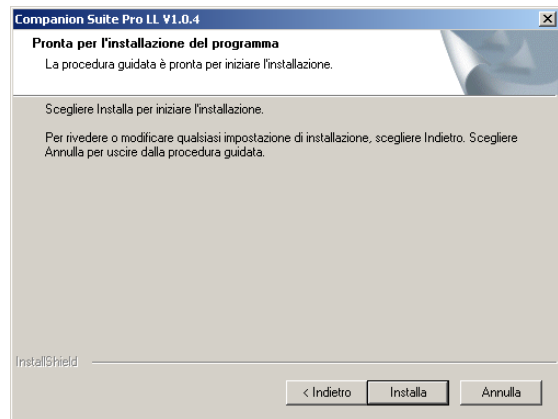 Companion Suite Pro LL V1.0.4
Pronta per l'installazione del programma
La procedura guidata è pronta per iniziare l'installazione.
Scegliere Installa per iniziare l'installazione.
Per rivedere o modificare qualsiasi impostazione di installazione, scegliere Indietro. Scegliere
Annulla per uscire dalla procedura guidata.
InstallShield
< Indietro
Installa
Annulla